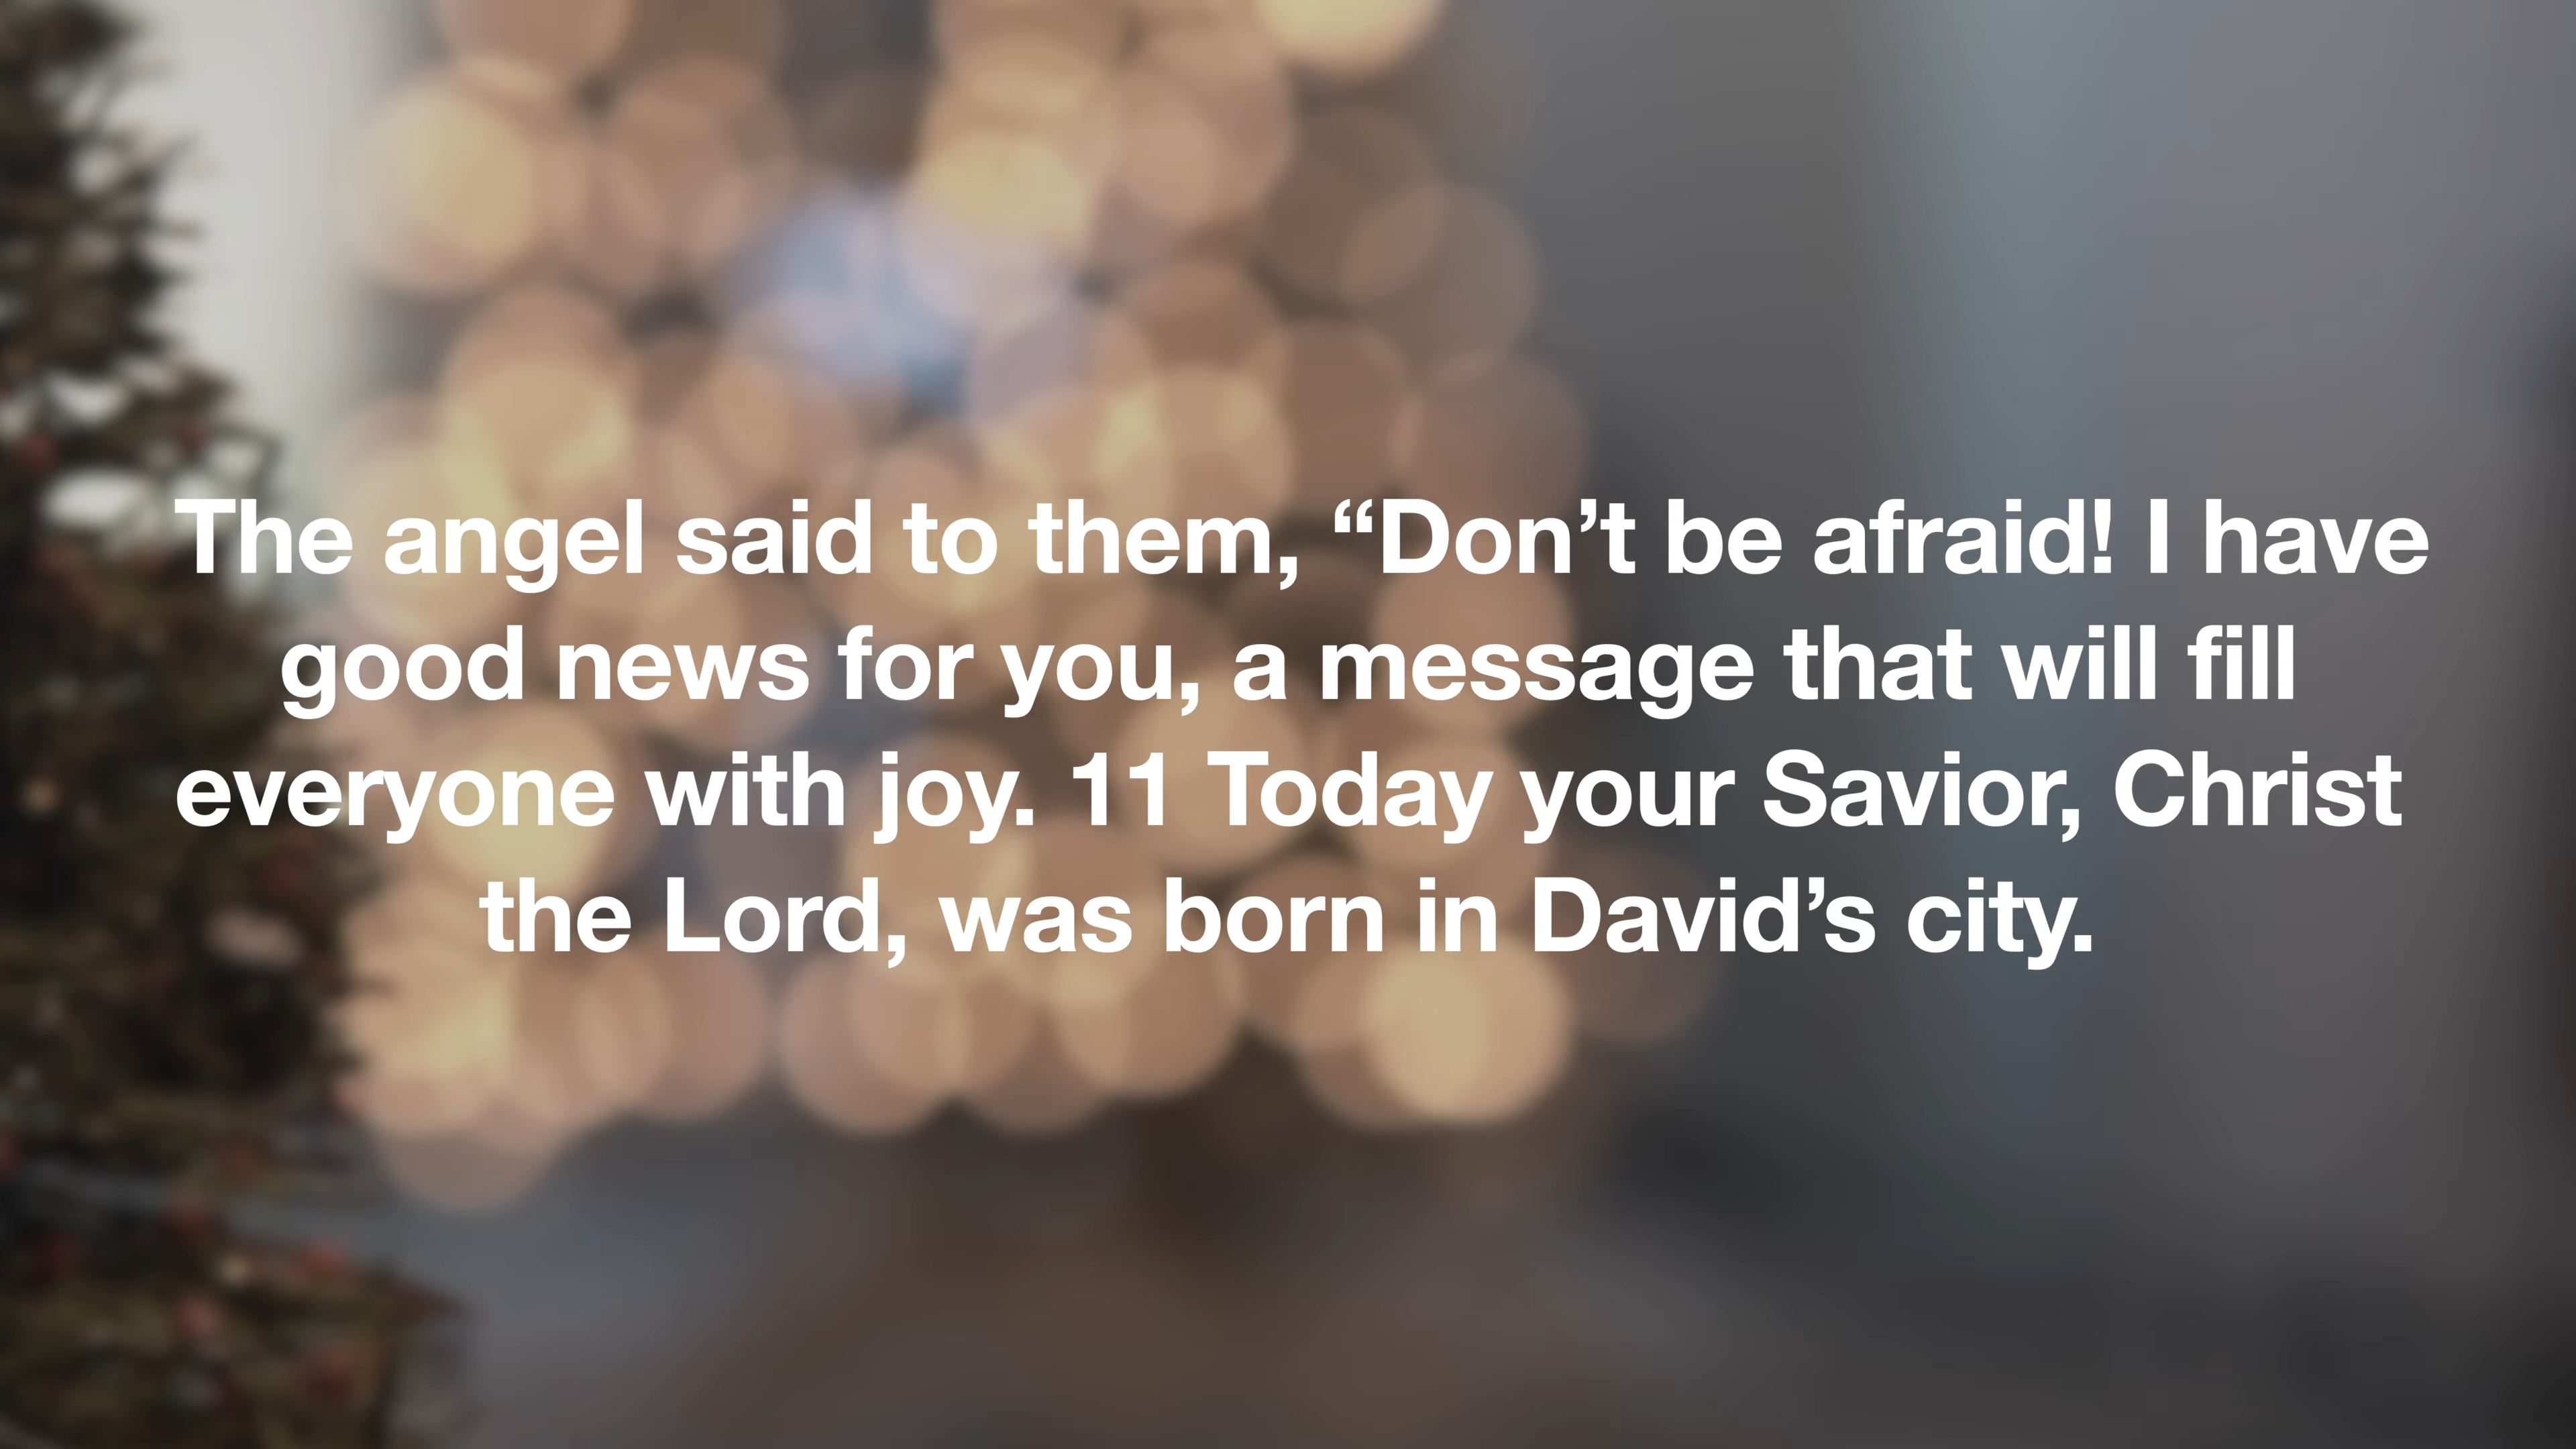 The angel said to them, “Don’t be afraid! I have
good news for you, a message that will fill
everyone with joy. 11 Today your Savior, Christ
the Lord, was born in David’s city.